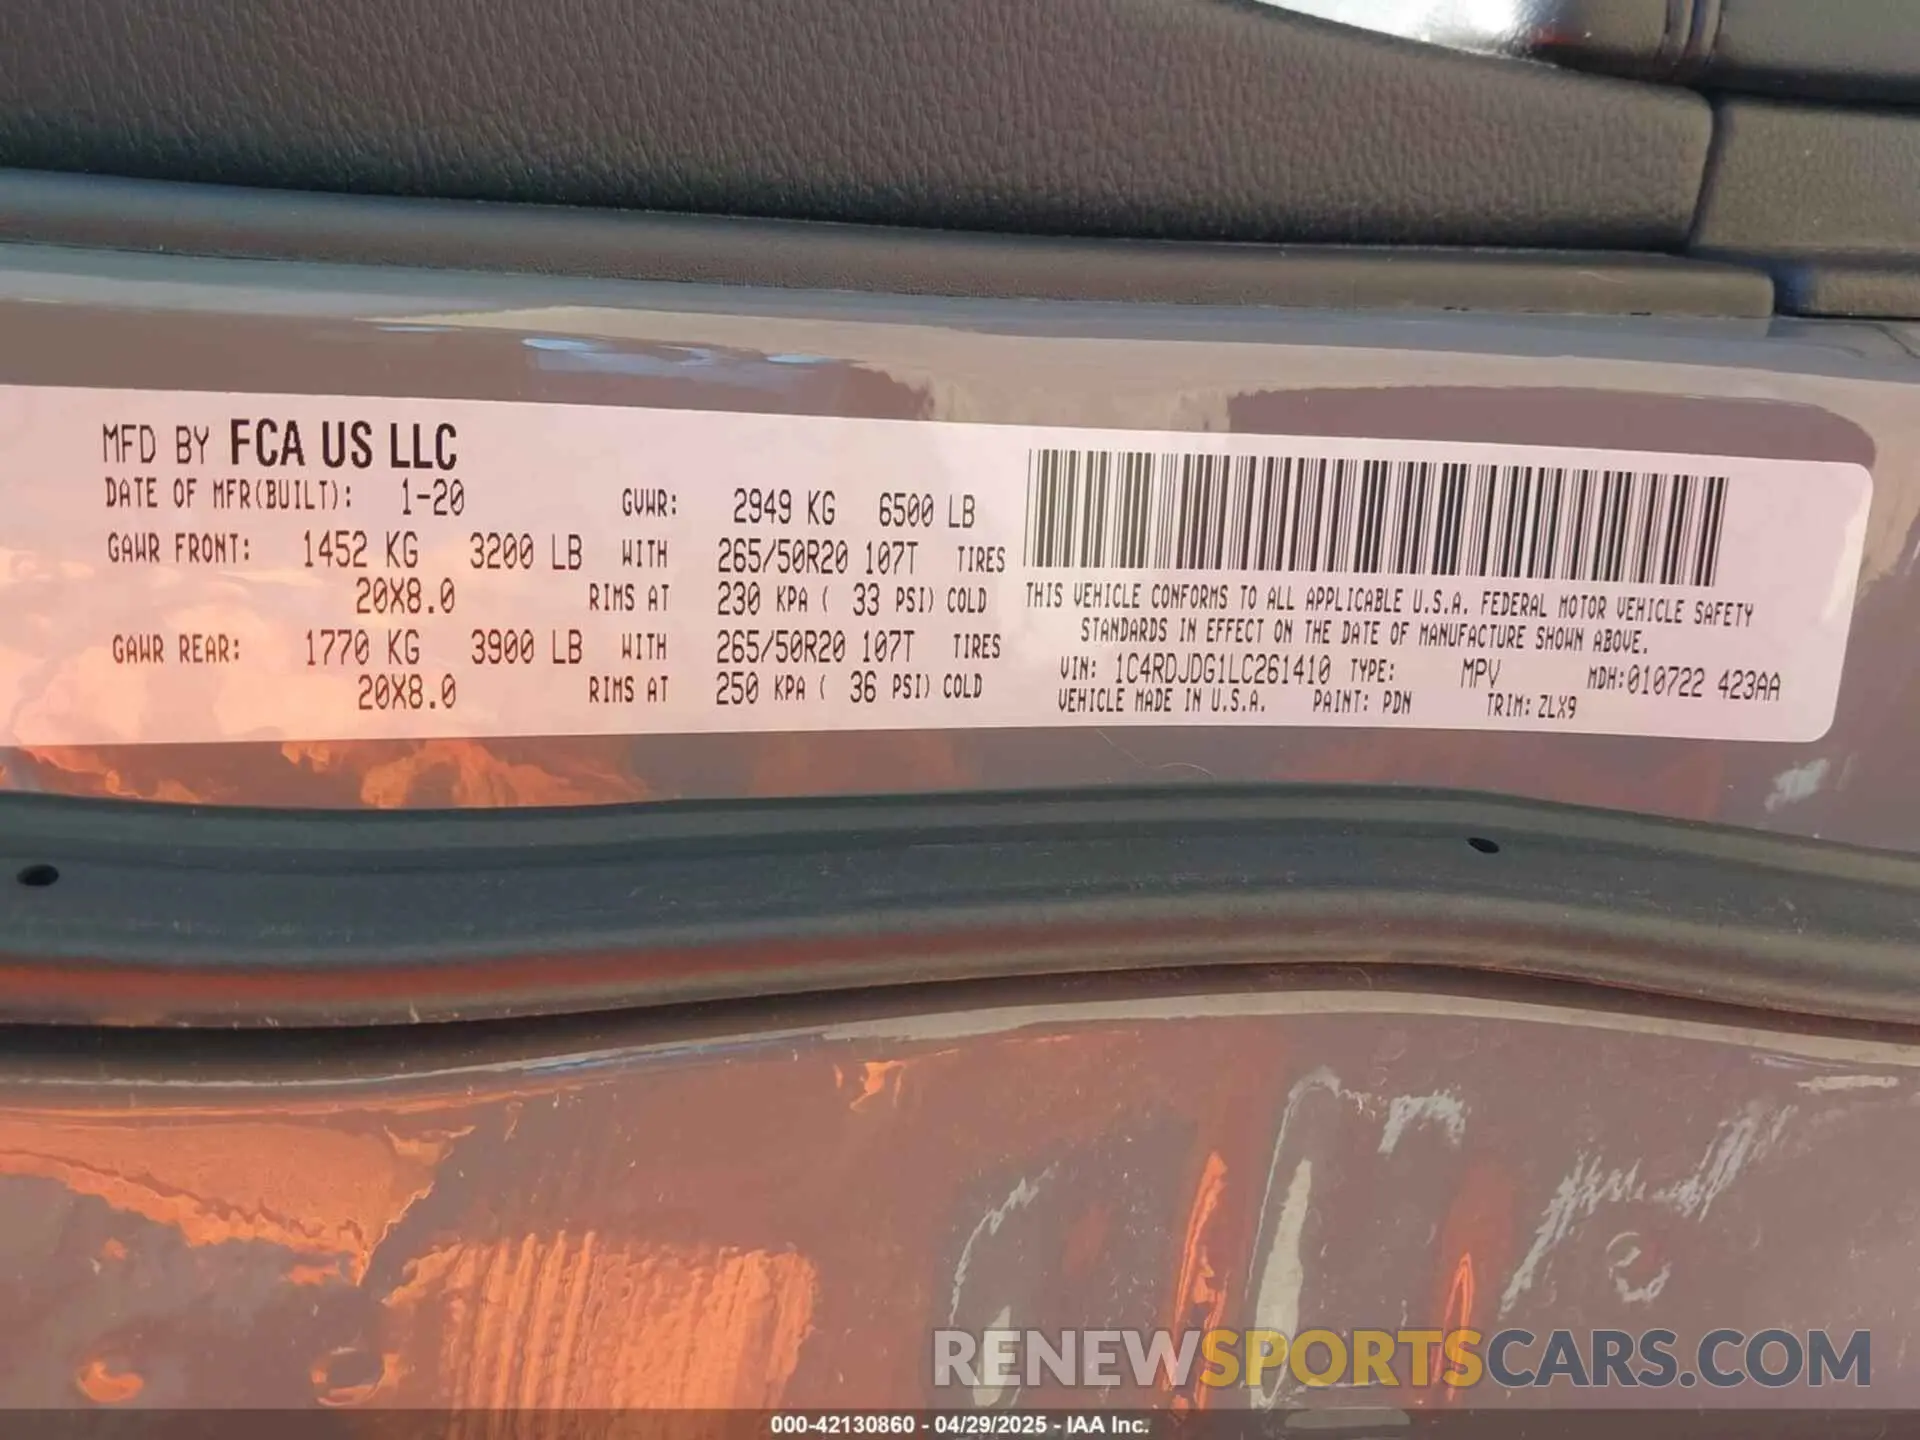 MFD BY FCA US LLC
DATE OF MFR(BUILT): 1-20 GVWR: 2949 KG 6500 LB
GAWR FRONT: 1452 KG 3200 LB WITH 265/50R20 107T TIRES
20X8.0 RIMS AT 230 KPA ( 33 PSI) COLD
GAWR REAR: 1770 KG 3900 LB WITH 265/50R20 107T TIRES
20X8.0 RIMS AT 250 KPA ( 36 PSI) COLD
THIS VEHICLE CONFORMS TO ALL APPLICABLE U.S.A. FEDERAL MOTOR VEHICLE SAFETY
STANDARDS IN EFFECT ON THE DATE OF MANUFACTURE SHOWN ABOVE.
VIN: 1C4RDJDG1LC261410 TYPE: MPV MDH:010722 423AA
VEHICLE MADE IN U.S.A. PAINT: PDN TRIM: ZLX9
RENEWSPORTSCARS.COM
000-42130860 - 04/29/2025 - IAA Inc.